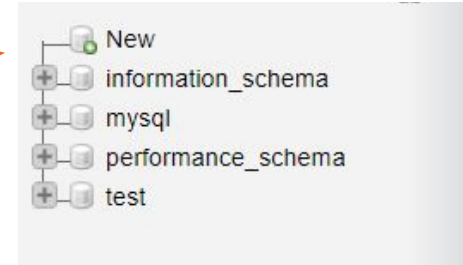 New
information_schema
mysql
performance_schema
test